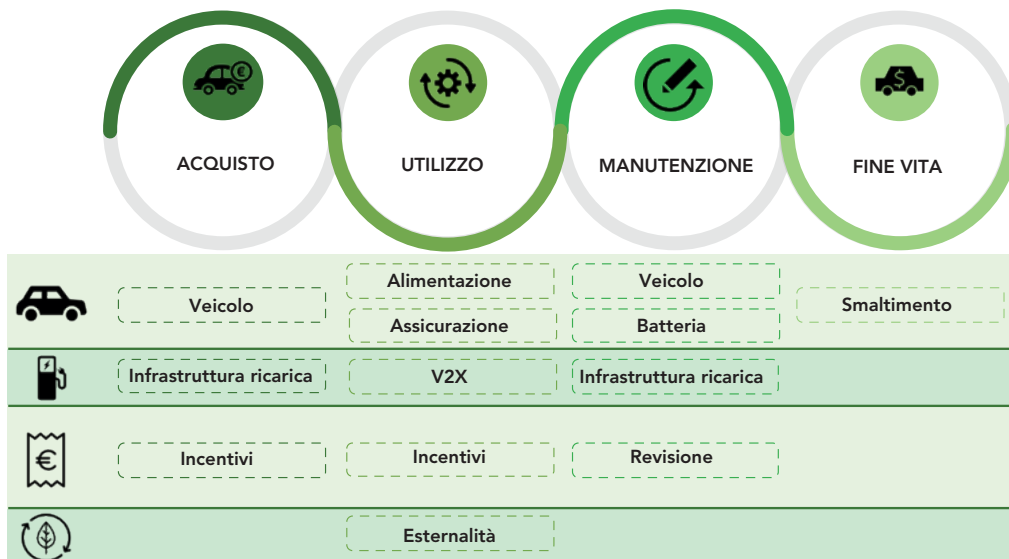 ACQUISTO
UTILIZZO
MANUTENZIONE
FINE VITA
Veicolo
Alimentazione
Assicurazione
Veicolo
Batteria
Smaltimento
Infrastruttura ricarica
V2X
Infrastruttura ricarica
Incentivi
Incentivi
Revisione
Esternalità